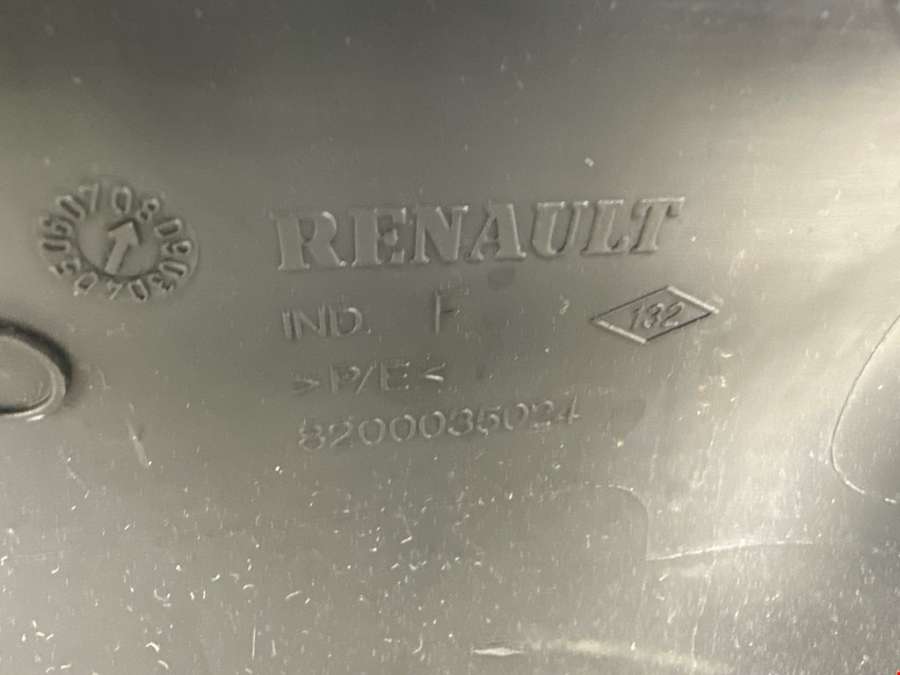 RENAULT
IND. F
132
>P/E<
8200035024